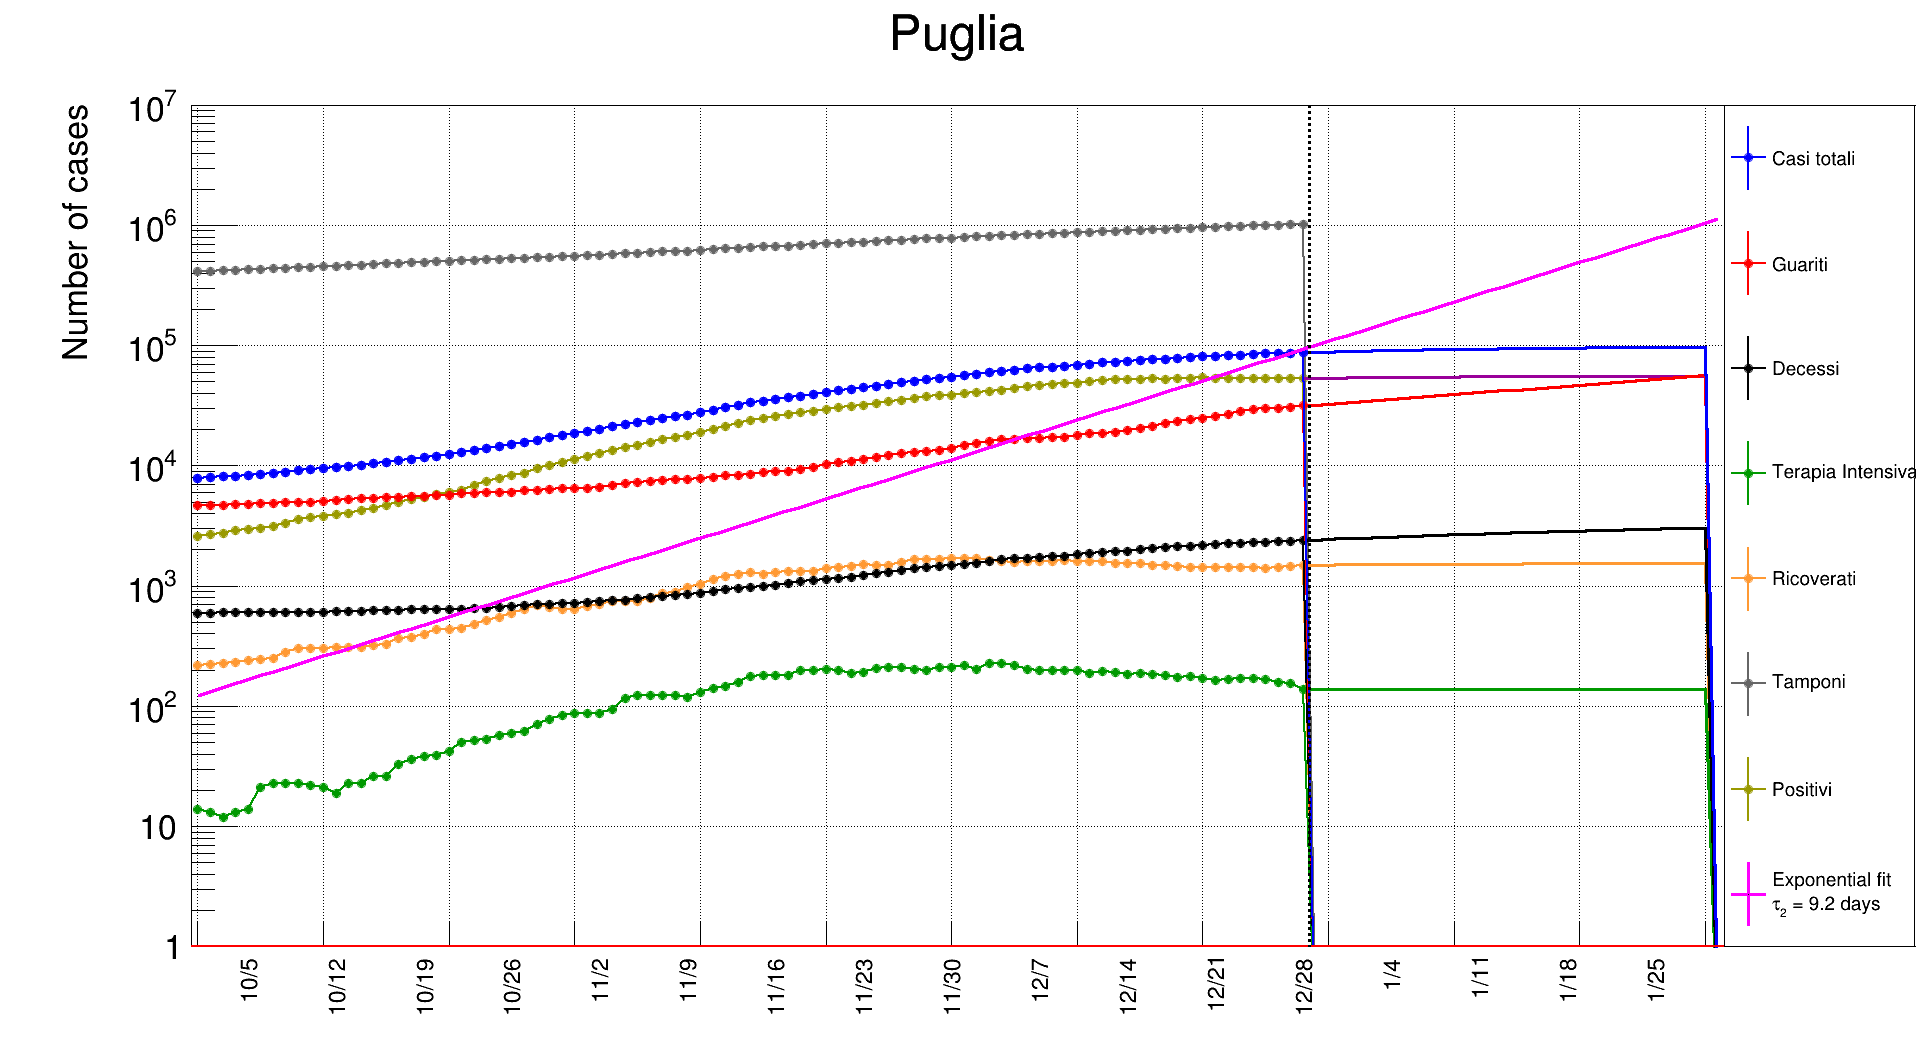 Puglia
Number of cases
10^7
10^6
10^5
10^4
10^3
10^2
10
1
10/5
10/12
10/19
10/26
11/2
11/9
11/16
11/23
11/30
12/7
12/14
12/21
12/28
1/4
1/11
1/18
1/25
Casi totali
Guariti
Decessi
Terapia Intensiva
Ricoverati
Tamponi
Positivi
Exponential fit
τ_2 = 9.2 days